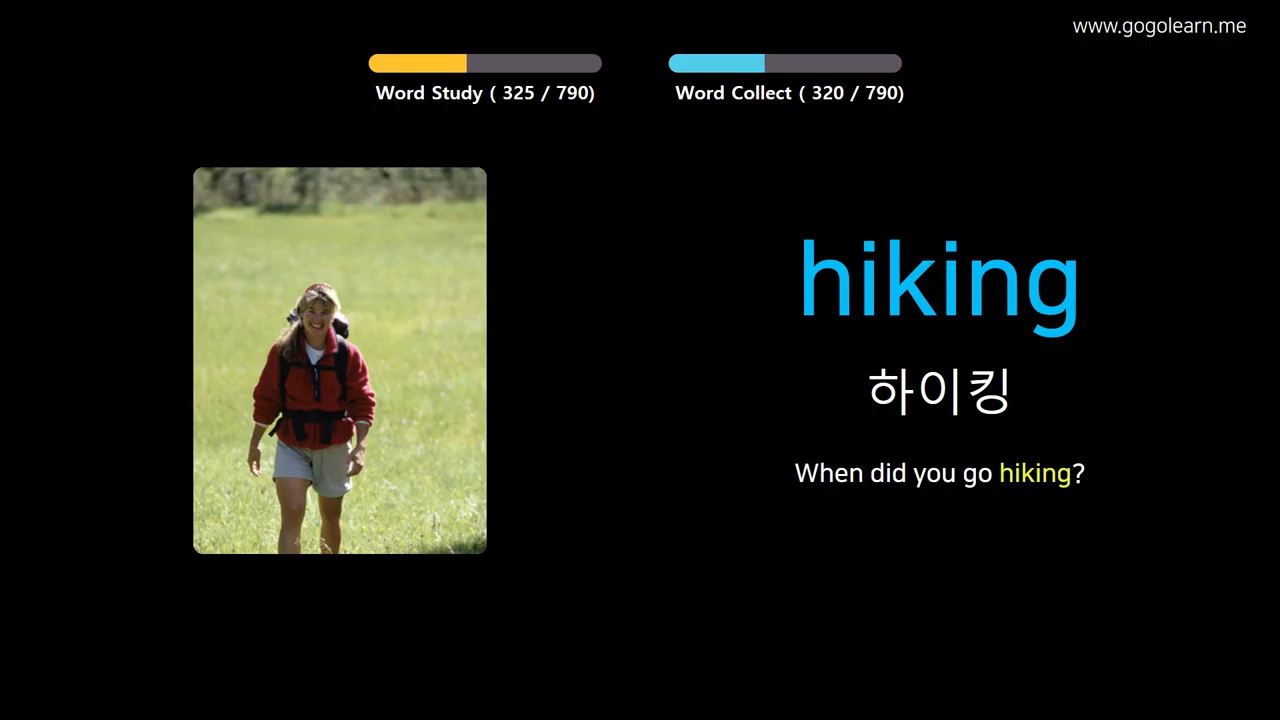 www.gogolearn.me
Word Study ( 325 / 790)
Word Collect ( 320 / 790)
hiking
하이킹
When did you go hiking?